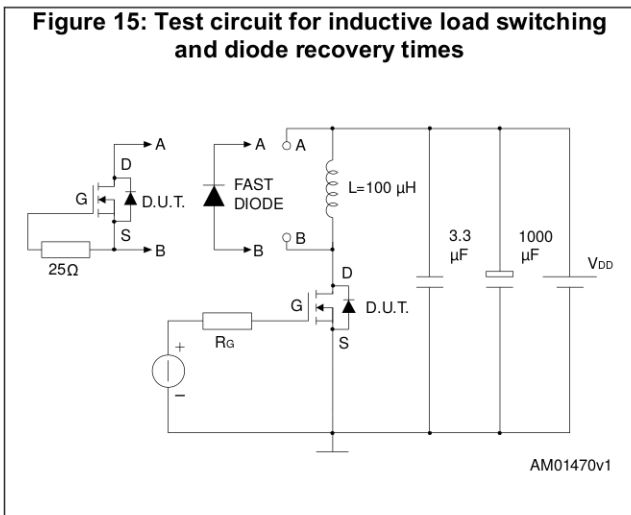 Figure 15: Test circuit for inductive load switching
and diode recovery times
A
A
A
D
G
D.U.T.
FAST
DIODE
L=100 µH
S
B
B
B
25Ω
3.3
µF
1000
µF
VDD
D
G
D.U.T.
S
RG
+
−
AM01470v1